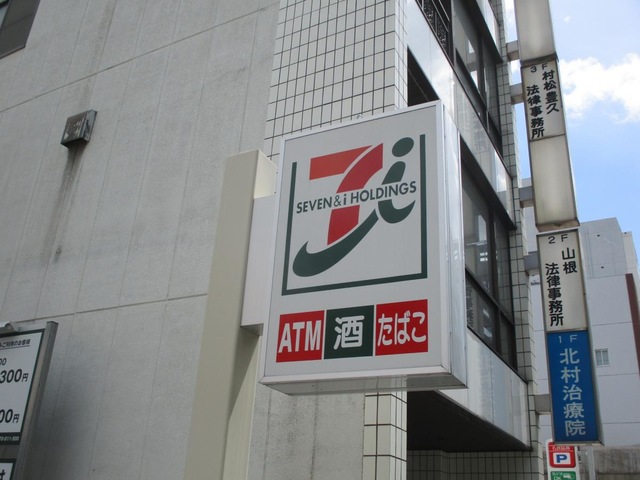 SEVEN & i HOLDINGS
ATM 酒 たばこ
3F 村松豊久
法律事務所
2F 山根
法律事務所
1F
北村治療院
P
300円
00円